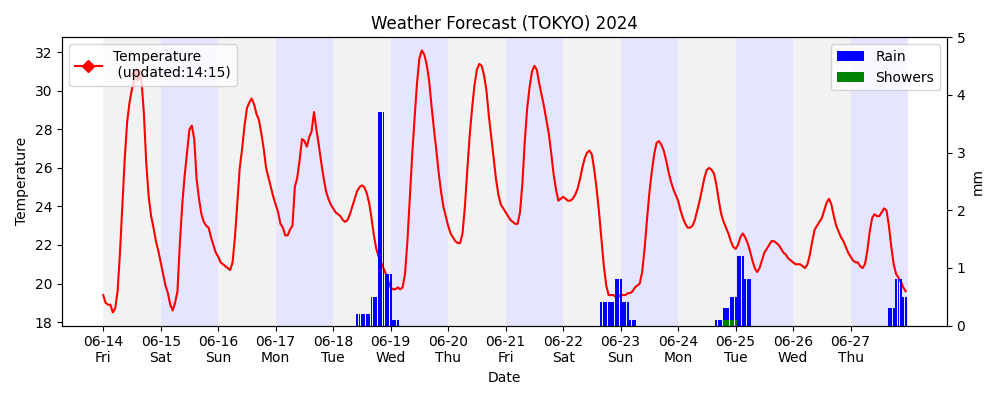 Weather Forecast (TOKYO) 2024
Temperature
(updated:14:15)
Rain
Showers
32
30
28
26
24
22
20
18
Temperature
5
4
3
2
1
0
mm
06-14 06-15 06-16 06-17 06-18 06-19 06-20 06-21 06-22 06-23 06-24 06-25 06-26 06-27
Fri Sat Sun Mon Tue Wed Thu Fri Sat Sun Mon Tue Wed Thu
Date